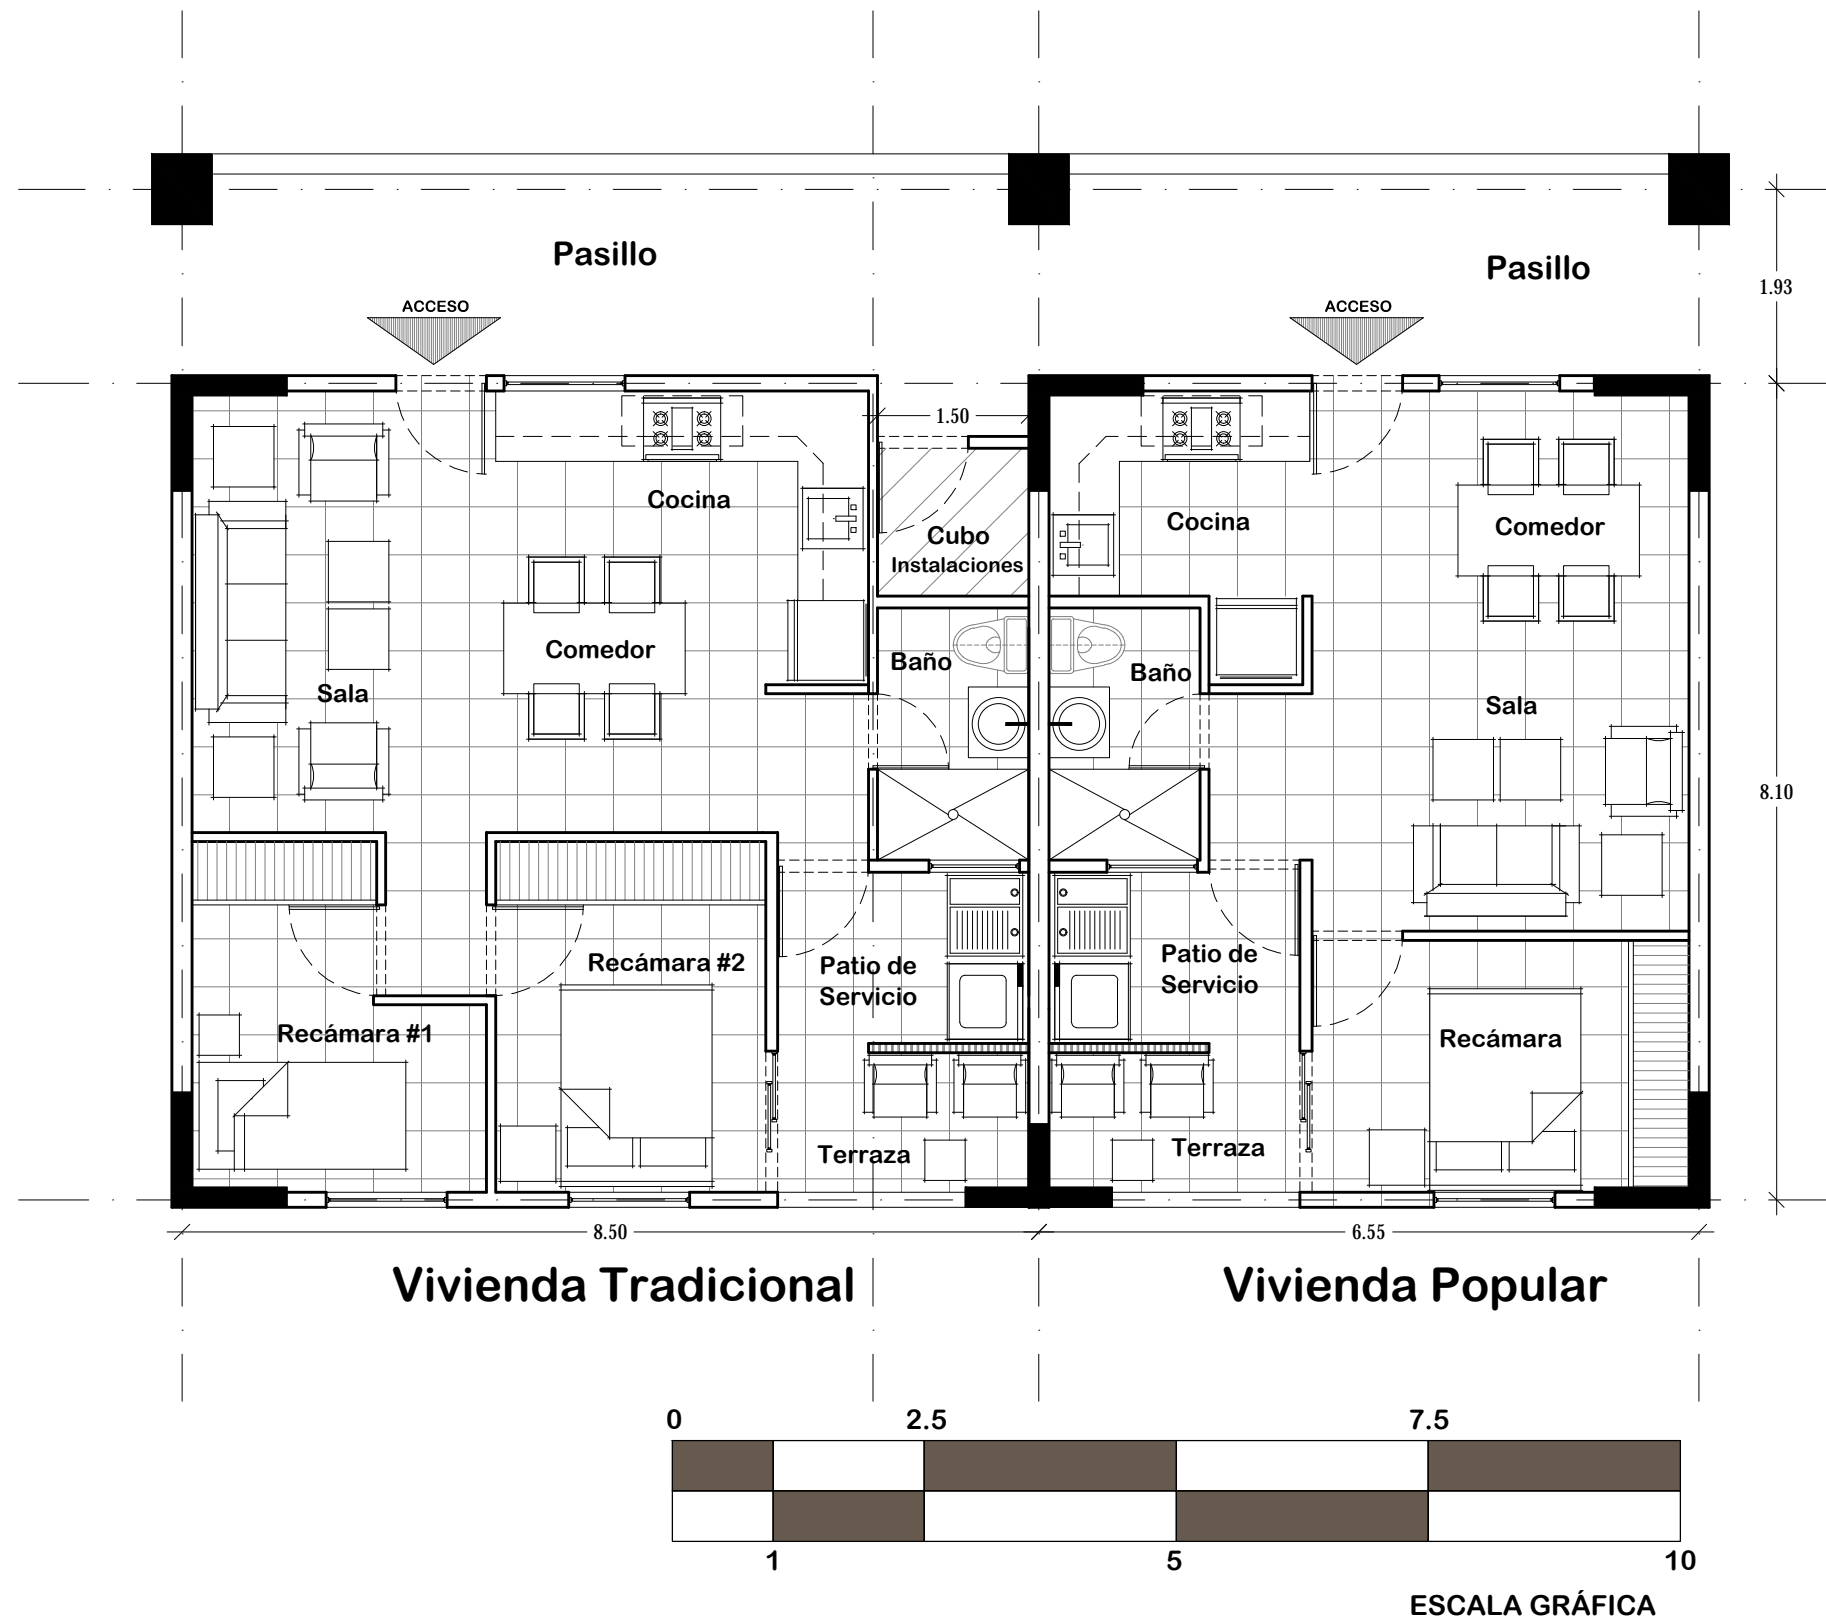 Pasillo
Pasillo
1.93
ACCESO
ACCESO
1.50
Cocina
Cubo
Instalaciones
Cocina
Comedor
Comedor
Baño
Baño
Sala
Sala
8.10
Recámara #2
Patio de
Servicio
Patio de
Servicio
Recámara #1
Recámara
Terraza
Terraza
8.50
6.55
Vivienda Tradicional
Vivienda Popular
0
2.5
7.5
1
5
10
ESCALA GRÁFICA